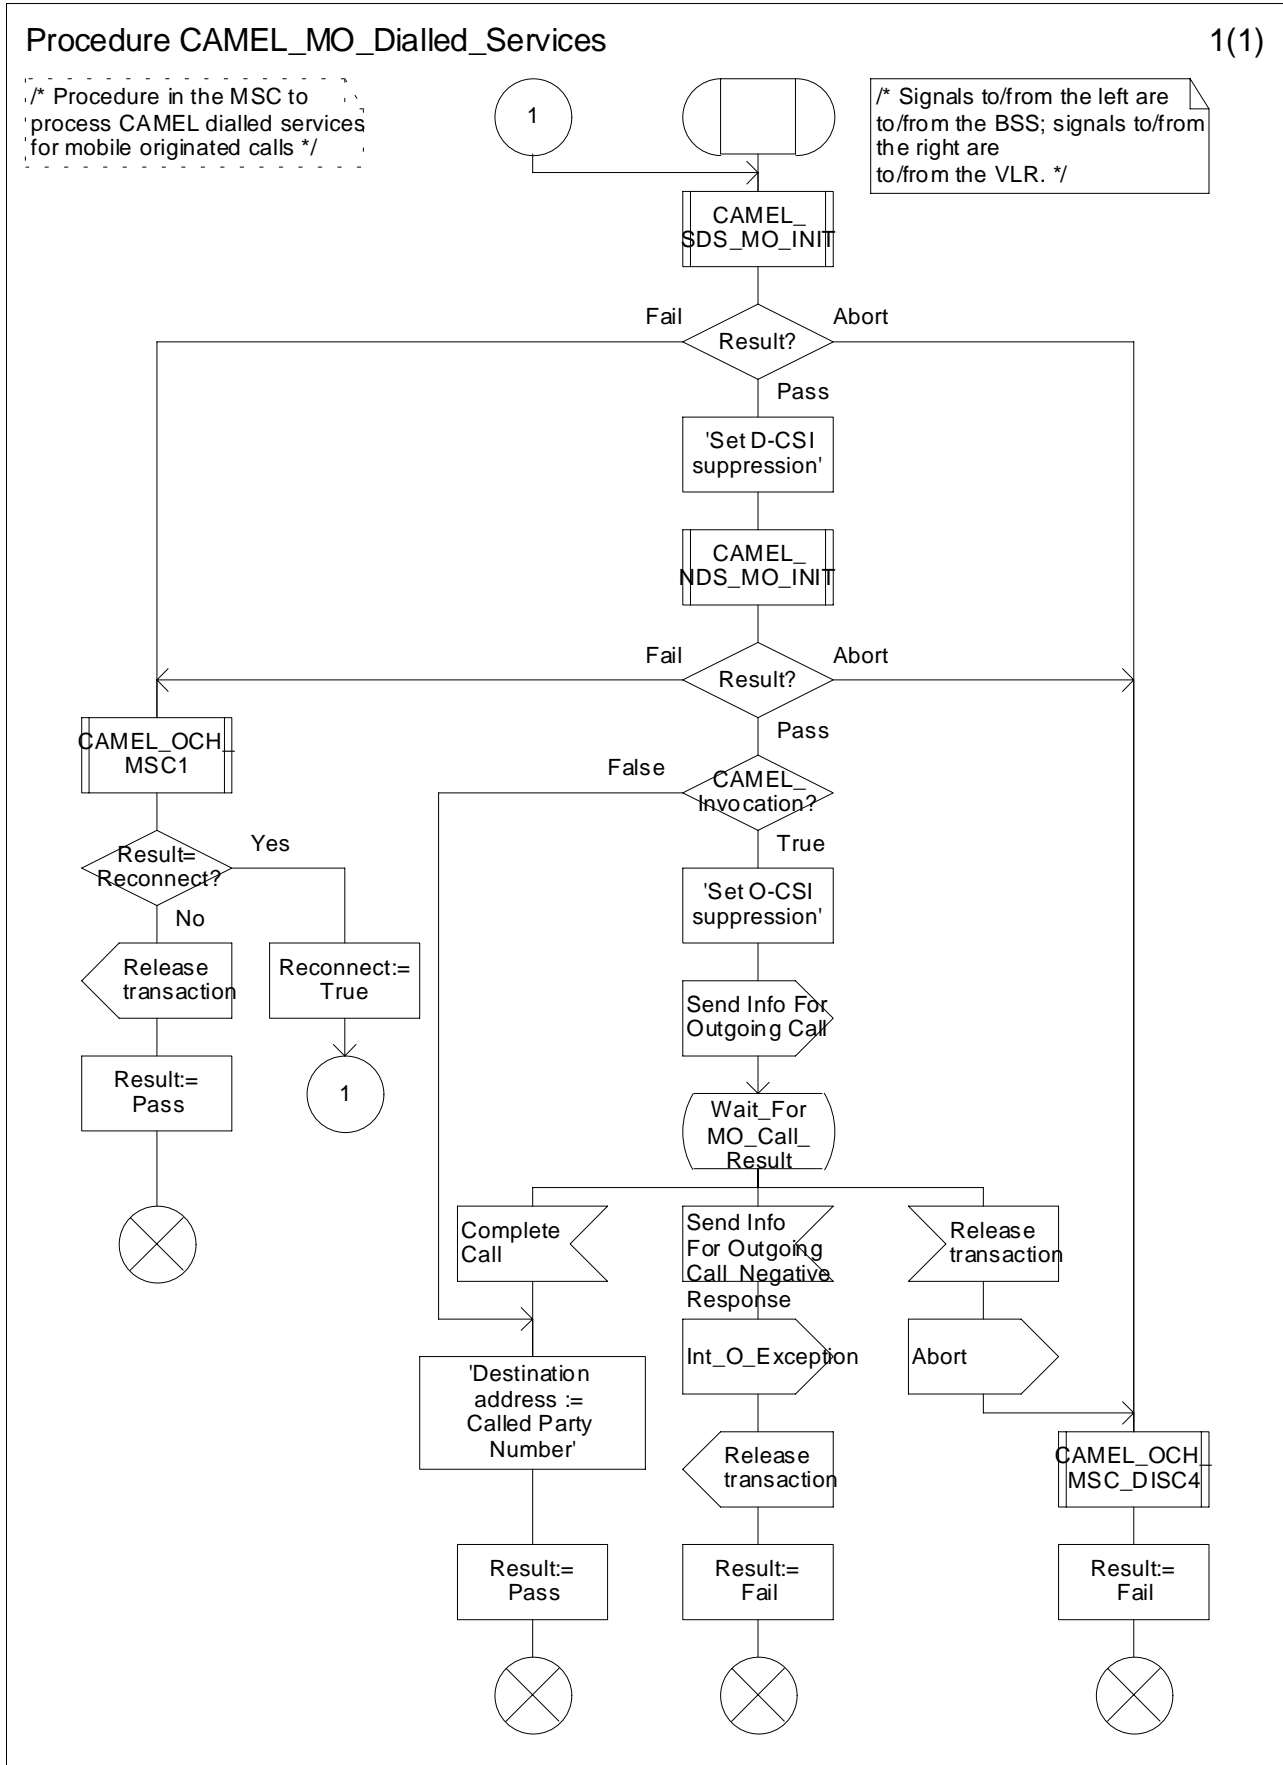 Procedure CAMEL_MO_Dialled_Services
1(1)
/* Procedure in the MSC to
process CAMEL dialled services
for mobile originated calls */
1
/* Signals to/from the left are
to/from the BSS; signals to/from
the right are
to/from the VLR. */
CAMEL_
SDS_MO_INIT
Fail
Result?
Abort
Pass
'Set D-CSI
suppression'
CAMEL_
NDS_MO_INIT
Fail
Result?
Abort
Pass
CAMEL_OCH_
MSC1
False
CAMEL_
Invocation?
True
Result=
Reconnect?
Yes
No
'Set O-CSI
suppression'
Release
transaction
Reconnect:=
True
Send Info For
Outgoing Call
Result:=
Pass
1
Wait_For
MO_Call_
Result
Complete
Call
Send Info
For Outgoing
Call Negative
Response
Release
transaction
Int_O_Exception
Abort
'Destination
address :=
Called Party
Number'
Release
transaction
CAMEL_OCH_
MSC_DISC4
Result:=
Pass
Result:=
Fail
Result:=
Fail